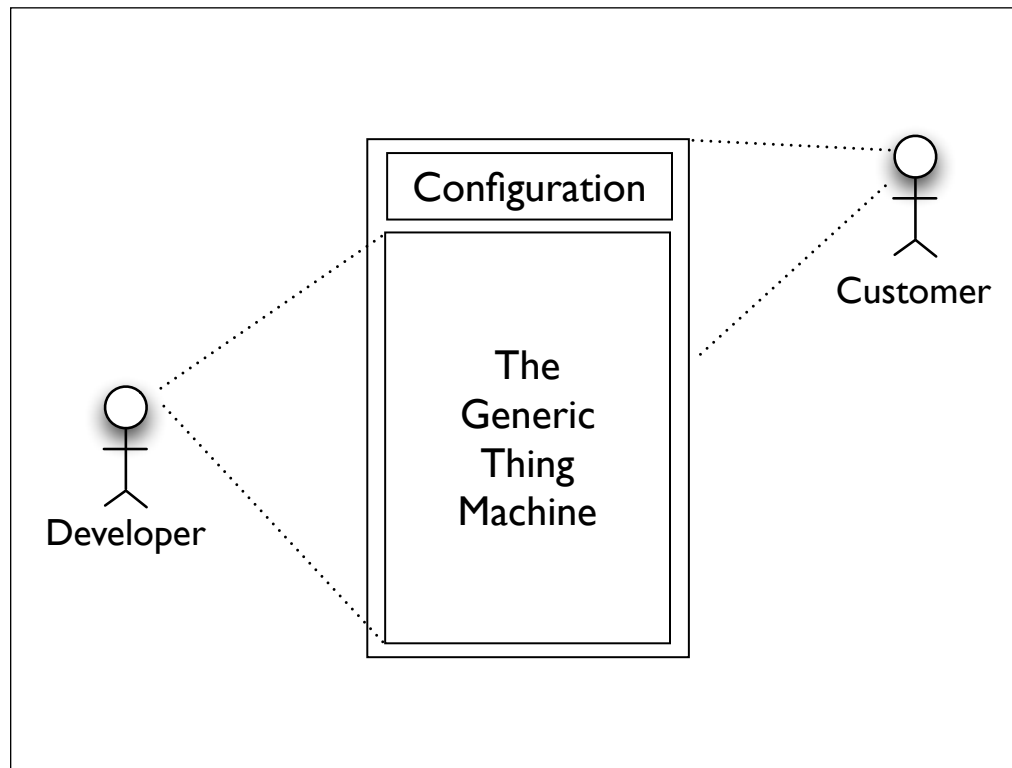 Configuration
Customer
The
Generic
Thing
Machine
Developer